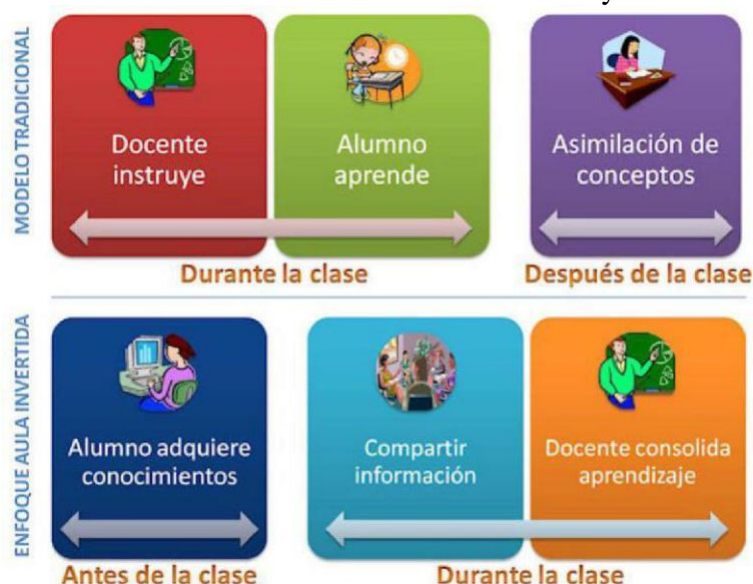 y
MODELO TRADICIONAL
Docente
instruye
Alumno
aprende
Asimilación de
conceptos
Durante la clase
Después de la clase
ENFOQUE AULA INVERTIDA
Alumno adquiere
conocimientos
Compartir
información
Docente consolida
aprendizaje
Antes de la clase
Durante la clase